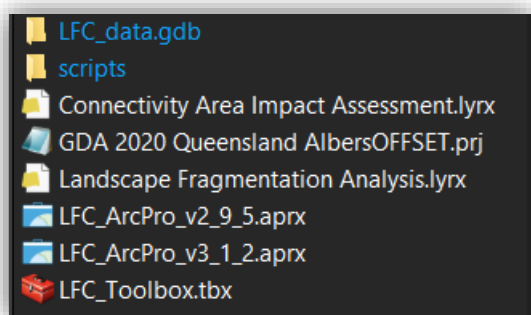 LFC_data.gdb
scripts
Connectivity Area Impact Assessment.lyrx
GDA 2020 Queensland AlbersOFFSET.prj
Landscape Fragmentation Analysis.lyrx
LFC_ArcPro_v2_9_5.aprx
LFC_ArcPro_v3_1_2.aprx
LFC_Toolbox.tbx